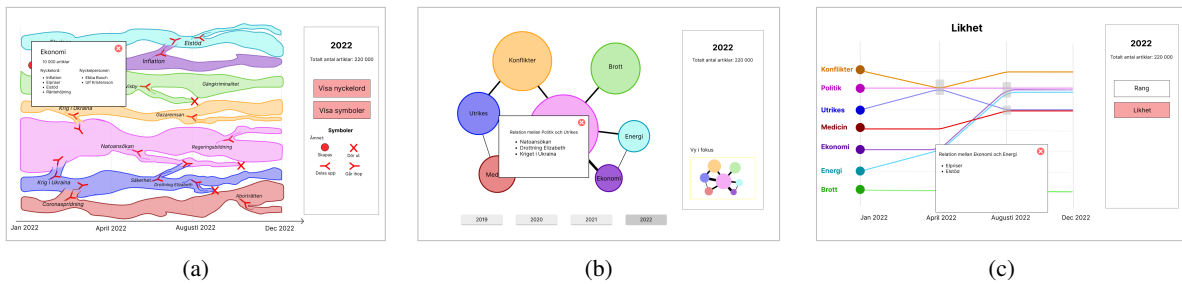 Elstöd
Ekonomi
10 000 artiklar
Nyckelord
Nyckelpersoner
Inflation
Elpriser
Elstöd
Räntehöjning
Ebba Busch
Ulf Kristersson
Inflation
Gängkriminalitet
Krig i Ukraina
Gazaremsan
Natoansökan
Regeringsbildning
Krig i Ukraina
Säkerhet
Drottning Elizabeth
Coronaspridning
Aborträtten
Jan 2022
April 2022
Augusti 2022
Dec 2022
2022
Totalt antal artiklar: 220 000
Visa nyckelord
Visa symboler
Symboler
Ämnet:
Skapas
Dör ut
Delas upp
Går ihop
(a)
Konflikter
Brott
Utrikes
Energi
Med
Ekonomi
Relation mellan Politik och Utrikes
Natoansökan
Drottning Elizabeth
Kriget i Ukraina
2019
2020
2021
2022
2022
Totalt antal artiklar: 220 000
Vy i fokus
(b)
Likhet
Konflikter
Politik
Utrikes
Medicin
Ekonomi
Energi
Brott
Relation mellan Ekonomi och Energi
Elpriser
Elstöd
Jan 2022
April 2022
Augusti 2022
Dec 2022
2022
Totalt antal artiklar: 220 000
Rang
Likhet
(c)